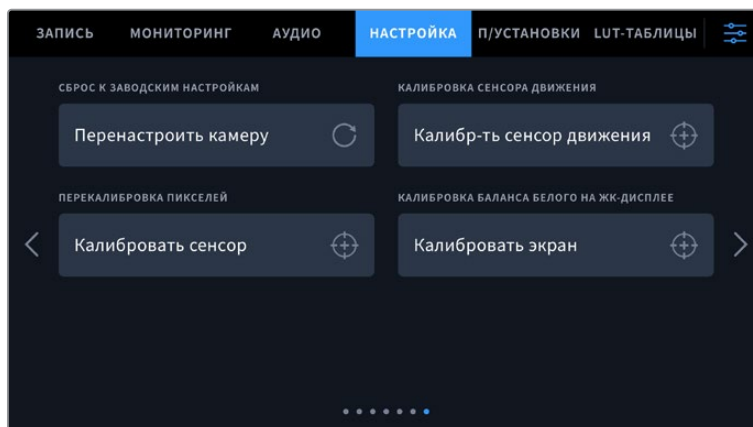 ЗАПИСЬ МОНИТОРИНГ АУДИО НАСТРОЙКА П/УСТАНОВКИ LUT-ТАБЛИЦЫ
СБРОС К ЗАВОДСКИМ НАСТРОЙКАМ КАЛИБРОВКА СЕНСОРА ДВИЖЕНИЯ
Перенастроить камеру Калибр-ть сенсор движения
ПЕРЕКАЛИБРОВКА ПИКСЕЛЕЙ КАЛИБРОВКА БАЛАНСА БЕЛОГО НА ЖК-ДИСПЛЕЕ
Калибровать сенсор Калибровать экран